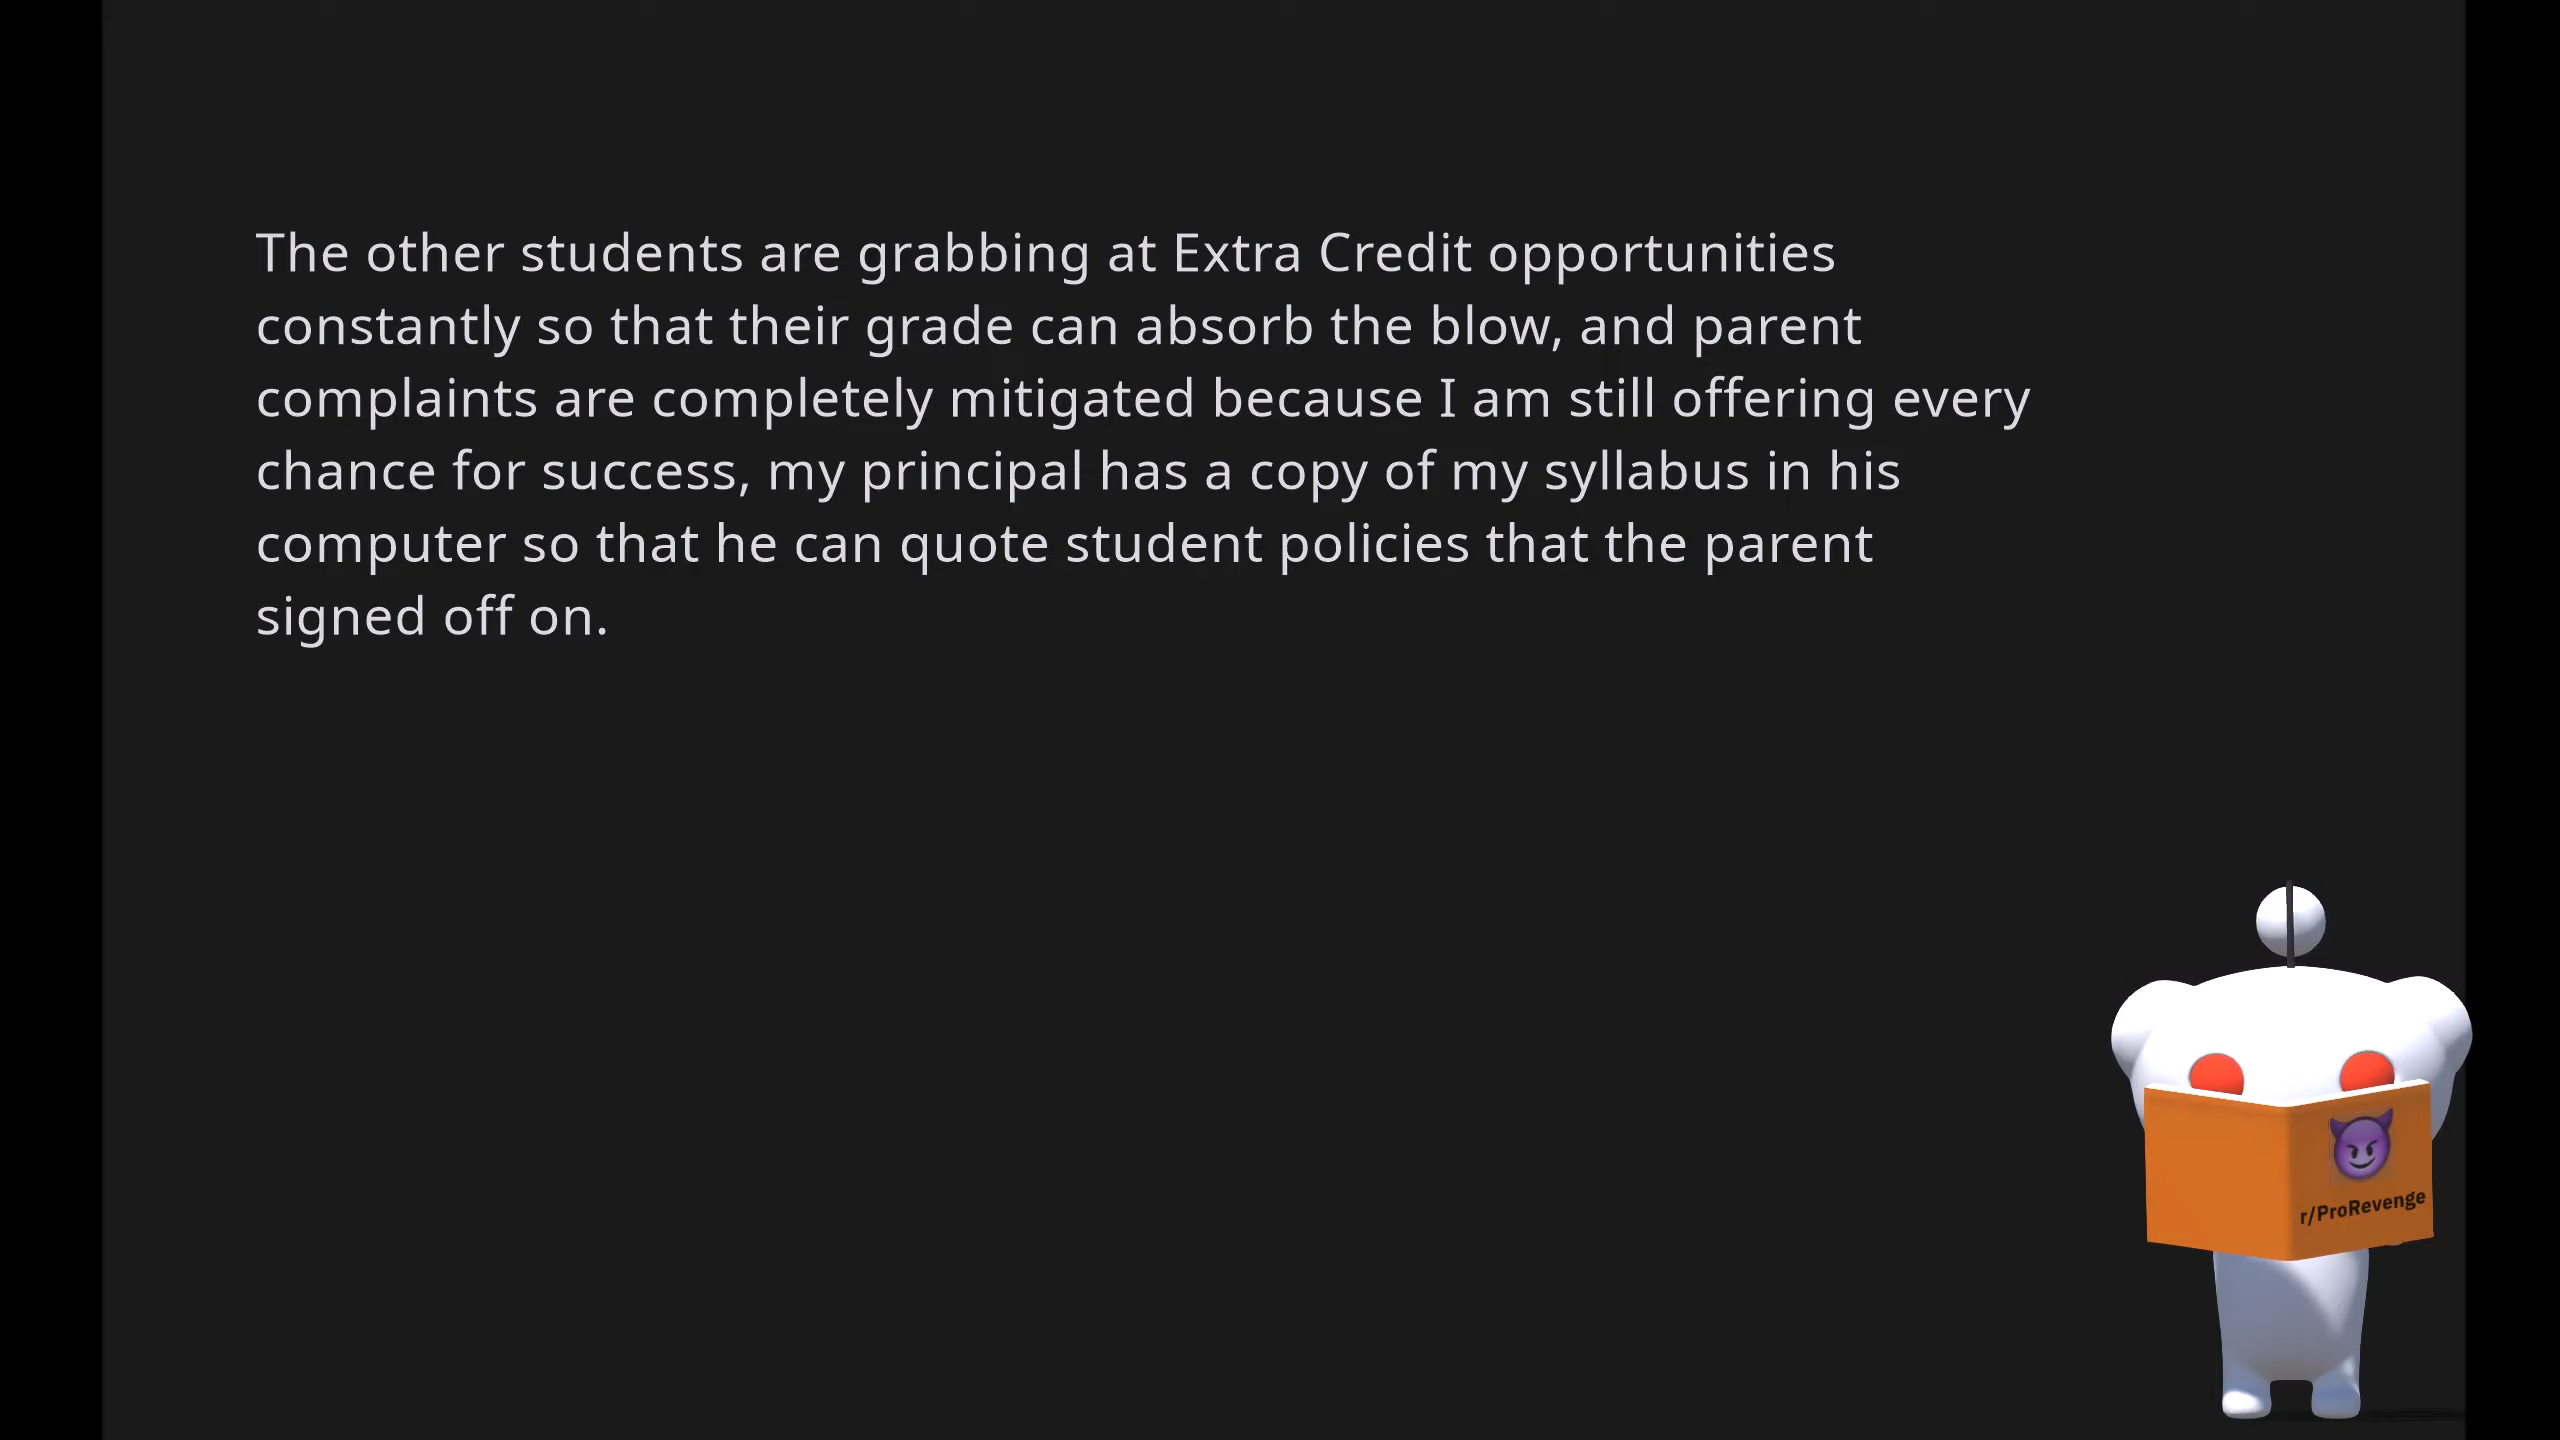 The other students are grabbing at Extra Credit opportunities
constantly so that their grade can absorb the blow, and parent
complaints are completely mitigated because I am still offering every
chance for success, my principal has a copy of my syllabus in his
computer so that he can quote student policies that the parent
signed off on.
r/ProRevenge